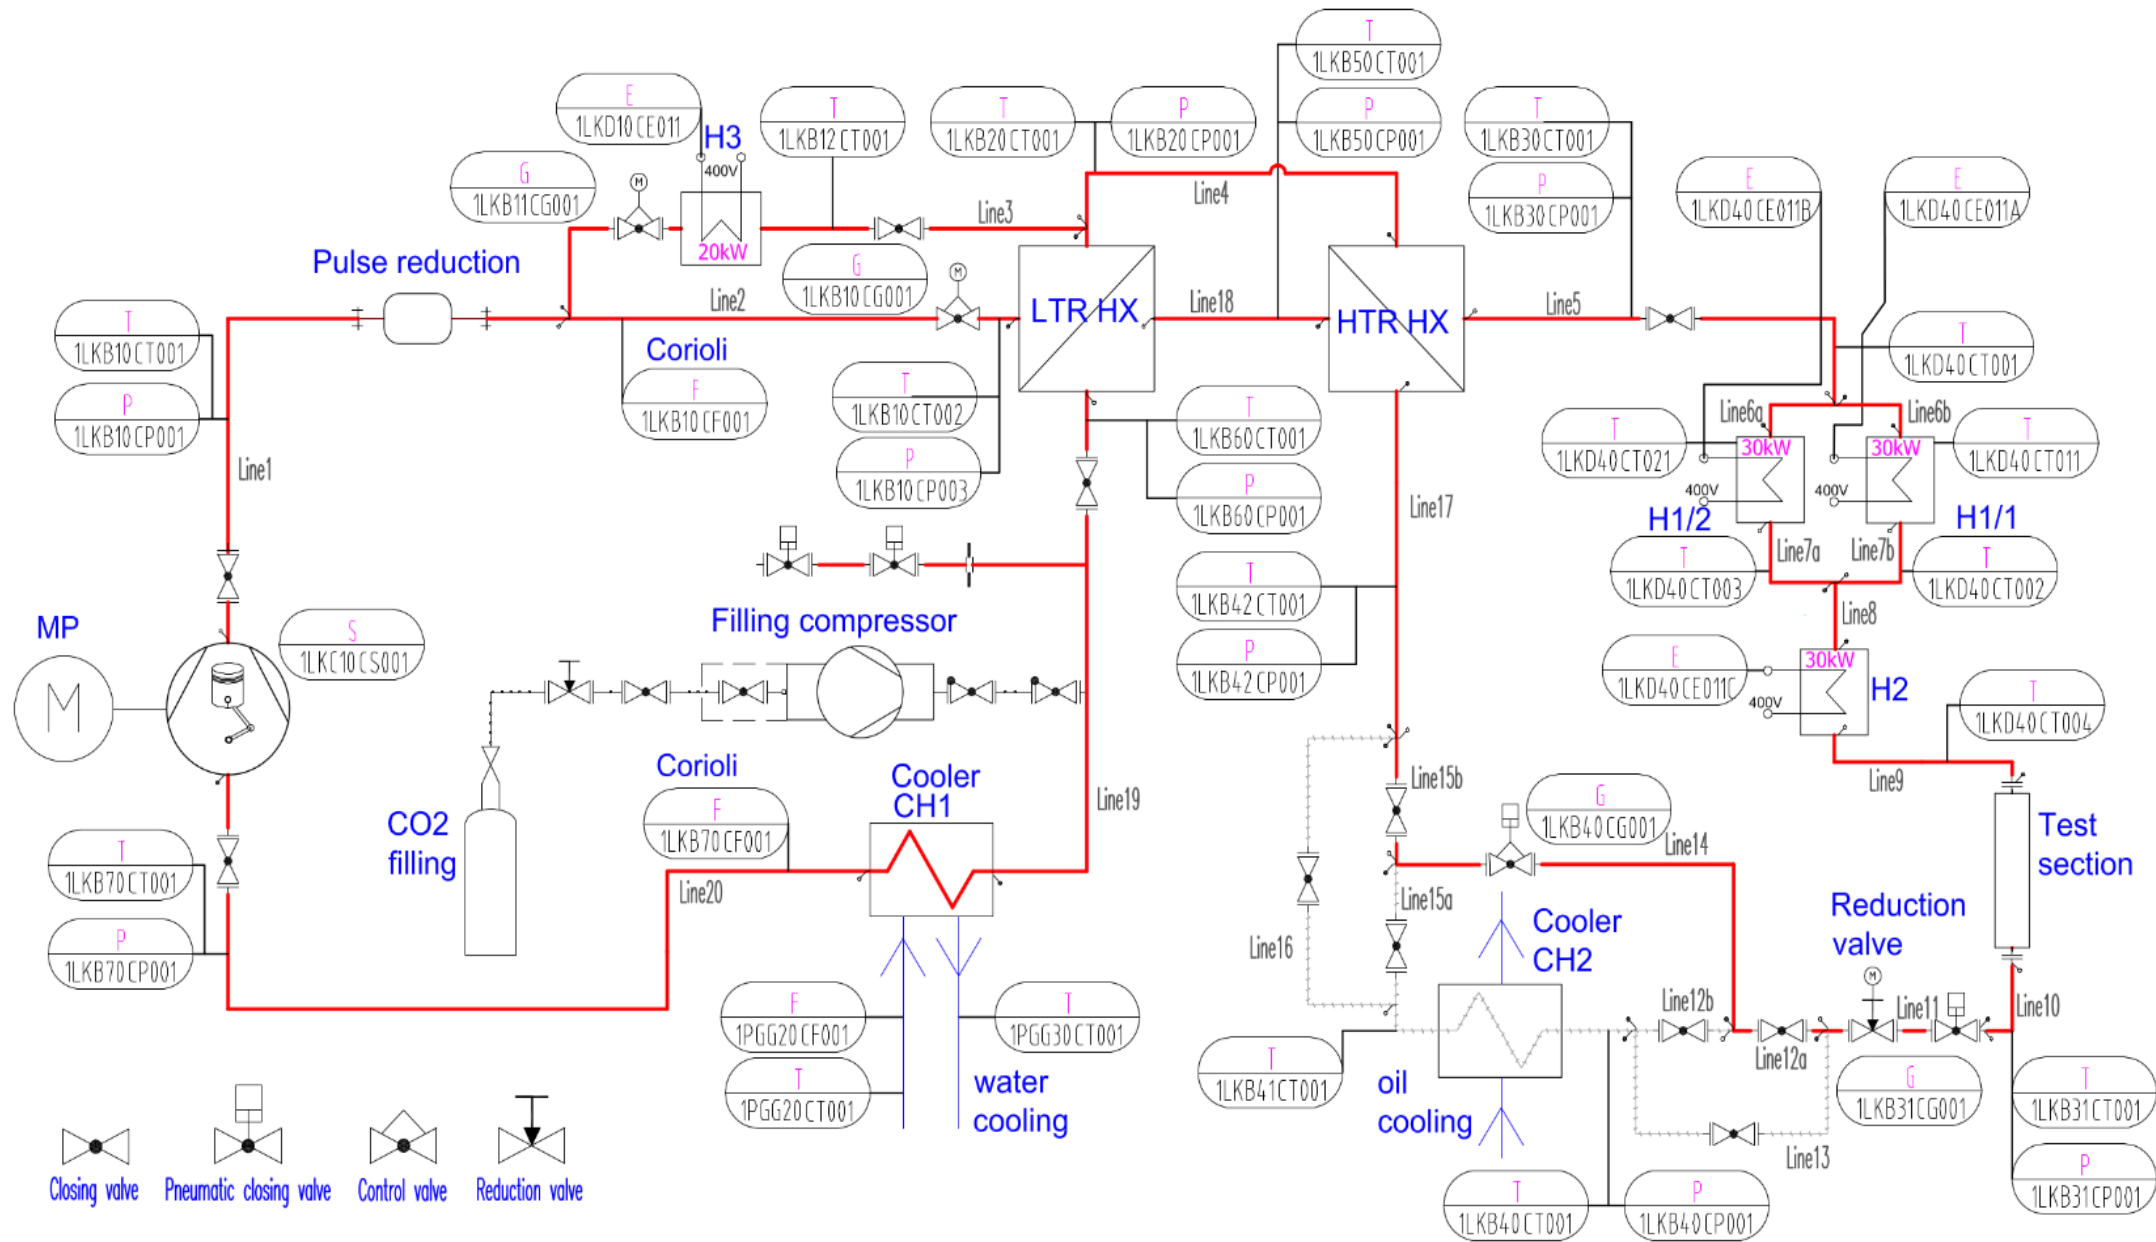 T
1LKB50CT001
E
1LKD10CE011
H3
400V
20kW
T
1LKB12CT001
T
1LKB20CT001
P
1LKB20CP001
P
1LKB50CP001
T
1LKB30CT001
P
1LKB30CP001
E
1LKD40CE011B
E
1LKD40CE011A
G
1LKB11CG001
M
Line3
Line4
Pulse reduction
G
1LKB10CG001
M
Line2
LTR HX
Line18
HTR HX
Line5
T
1LKB10CT001
P
1LKB10CP001
Corioli
F
1LKB10CF001
T
1LKB10CT002
P
1LKB10CP003
T
1LKB60CT001
P
1LKB60CP001
T
1LKD40CT001
Line6a
Line6b
T
1LKD40CT021
30kW
400V
30kW
400V
T
1LKD40CT011
H1/2
H1/1
Line7a
Line7b
T
1LKD40CT003
T
1LKD40CT002
Line1
Line17
Line8
MP
M
S
1LKC10CS001
Filling compressor
T
1LKB42CT001
P
1LKB42CP001
E
1LKD40CE011C
30kW
400V
H2
T
1LKD40CT004
Line9
CO2
filling
Corioli
F
1LKB70CF001
Cooler
CH1
Line19
Line15b
G
1LKB40CG001
Line14
Test
section
T
1LKB70CT001
P
1LKB70CP001
Line20
Line15a
Line16
Cooler
CH2
Reduction
valve
M
Line12b
Line11
Line10
Line12a
F
1PGG20CF001
T
1PGG20CT001
T
1PGG30CT001
water
cooling
T
1LKB41CT001
oil
cooling
G
1LKB31CG001
T
1LKB31CT001
Line13
P
1LKB31CP001
T
1LKB40CT001
P
1LKB40CP001
Closing valve
Pneumatic closing valve
Control valve
Reduction valve